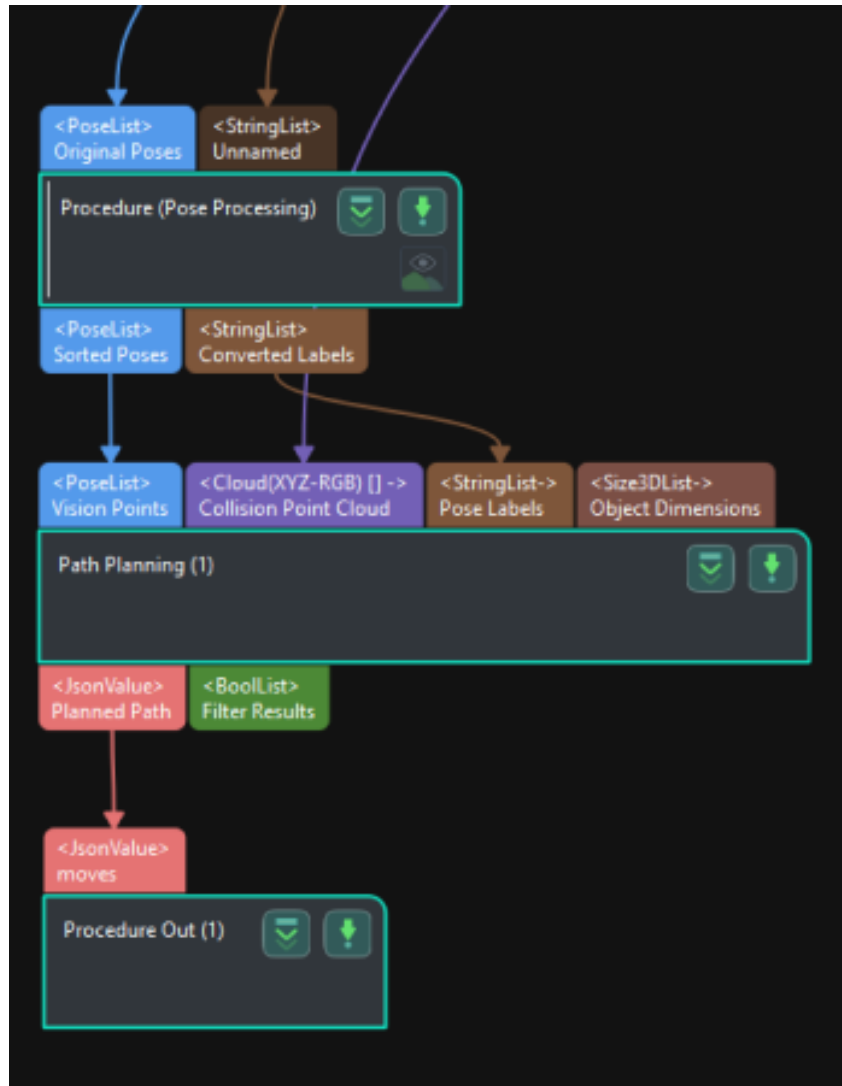 <PoseList>
Original Poses
<StringList>
Unnamed
Procedure (Pose Processing)
<PoseList>
Sorted Poses
<StringList>
Converted Labels
<PoseList>
Vision Points
<Cloud(XYZ-RGB) [] ->
Collision Point Cloud
<StringList->
Pose Labels
<Size3DList->
Object Dimensions
Path Planning (1)
<JsonValue>
Planned Path
<BoolList>
Filter Results
<JsonValue>
moves
Procedure Out (1)